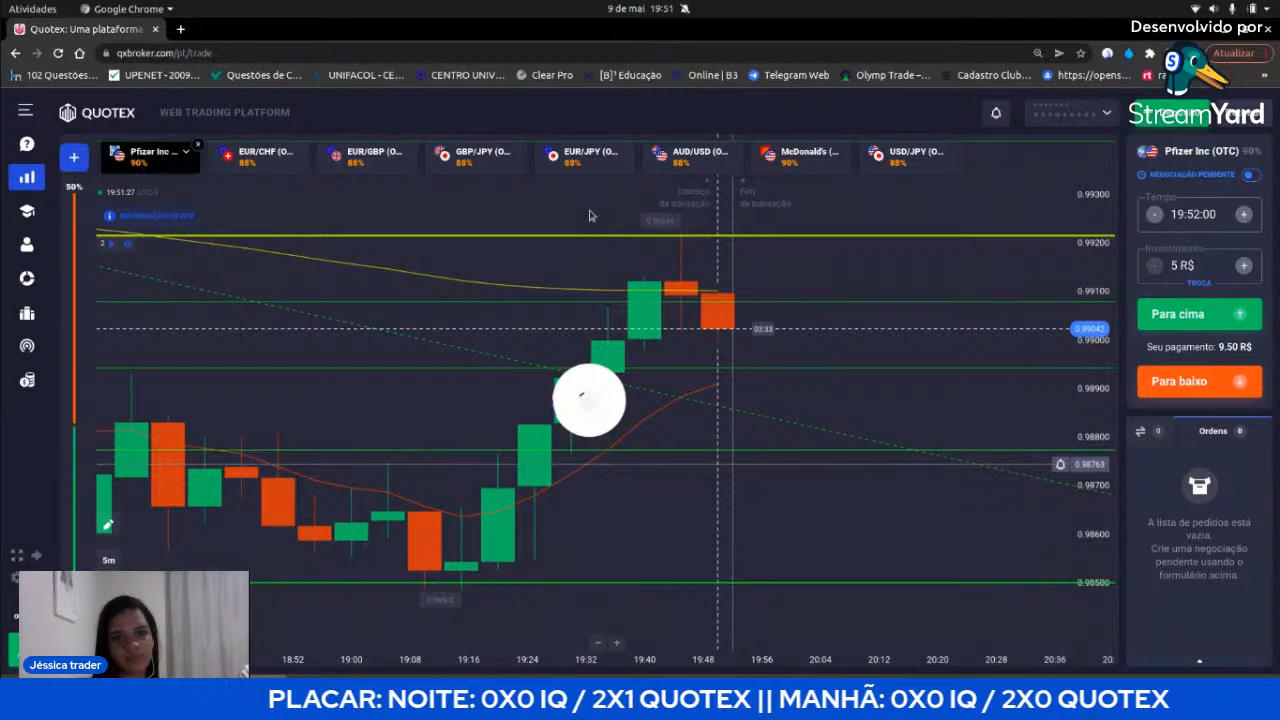 Atividades
Google Chrome
9 de mai 19:51
Quotex: Uma plataforma
qxbroker.com/pt/trade
Atualizar
Desenvolvido por
StreamYard
102 Questões…
UPENET - 2009…
Questões de C…
UNIFACOL - CE…
CENTRO UNIV…
Clear Pro
[B]³ Educação
Online | B3
Telegram Web
Olymp Trade –…
Cadastro Club…
https://opens…
QUOTEX
WEB TRADING PLATFORM
Pfizer Inc ...
90%
EUR/CHF (O...
88%
EUR/GBP (O...
88%
GBP/JPY (O...
88%
EUR/JPY (O...
88%
AUD/USD (O...
88%
McDonald's (...
90%
USD/JPY (O...
88%
50%
19:51:27 UTC-3
INFORMAÇÃO DO PAR
2
Começo
da transação
Fim
da transação
03:33
0.99300
0.99200
0.99100
0.99042
0.99000
0.98900
0.98800
0.98763
0.98700
0.98600
0.98500
5m
18:52
19:00
19:08
19:16
19:24
19:32
19:40
19:48
19:56
20:04
20:12
20:20
20:28
20:36
Pfizer Inc (OTC) 90%
NEGOCIAÇÃO PENDENTE
Tempo
- 19:52:00 +
Investimento
- 5 R$ +
TROCA
Para cima
Seu pagamento: 9.50 R$
Para baixo
0
Ordens 0
A lista de pedidos está
vazia.
Crie uma negociação
pendente usando o
formulário acima.
Jéssica trader
PLACAR: NOITE: 0X0 IQ / 2X1 QUOTEX || MANHÃ: 0X0 IQ / 2X0 QUOTEX